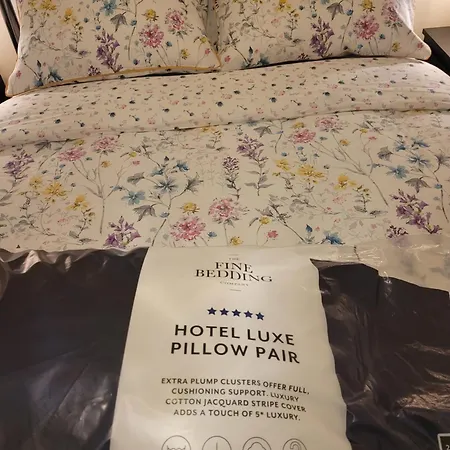 THE
FINE
BEDDING
COMPANY
HOTEL LUXE
PILLOW PAIR
EXTRA PLUMP CLUSTERS OFFER FULL,
CUSHIONING SUPPORT. LUXURY
COTTON JACQUARD STRIPE COVER
ADDS A TOUCH OF 5* LUXURY.